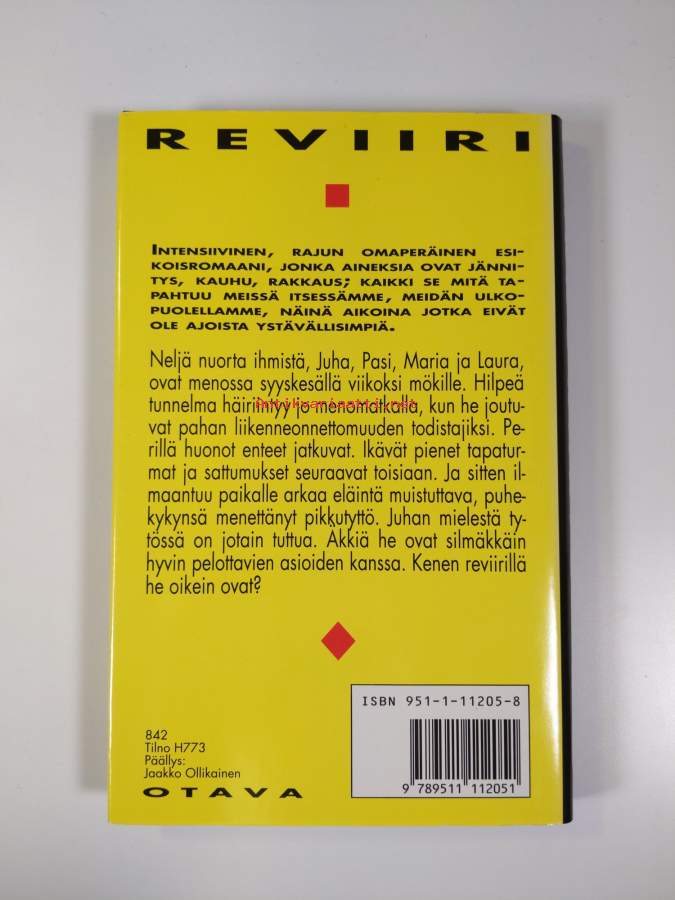 REVIIRI
INTENSIIVINEN, RAJUN OMAPERÄINEN ESI-
KOISROMAANI, JONKA AINEKSIA OVAT JÄNNI-
TYS, KAUHU, RAKKAUS; KAIKKI SE MITÄ TA-
PAHTUU MEISSÄ ITSESSÄMME, MEIDÄN ULKO-
PUOLELLAMME, NÄINÄ AIKOINA JOTKA EIVÄT
OLE AJOISTA YSTÄVÄLLISIMPIÄ.
Neljä nuorta ihmistä, Juha, Pasi, Maria ja Laura,
ovat menossa syyskesällä viikoksi mökille. Hilpeä
tunnelma häiriintyy jo menomatkalla, kun he joutu-
Antikvariaatti.net
vat pahan liikenneonnettomuuden todistajiksi. Pe-
rillä huonot enteet jatkuvat. Ikävät pienet tapatur-
mat ja sattumukset seuraavat toisiaan. Ja sitten il-
maantuu paikalle arkaa eläintä muistuttava, puhe-
kykynsä menettänyt pikkutyttö. Juhan mielestä ty-
tössä on jotain tuttua. Äkkiä he ovat silmäkkäin
hyvin pelottavien asioiden kanssa. Kenen reviirillä
he oikein ovat?
ISBN 951-1-11205-8
9 789511 112051
842
Tilno H773
Päällys:
Jaakko Ollikainen
OTAVA